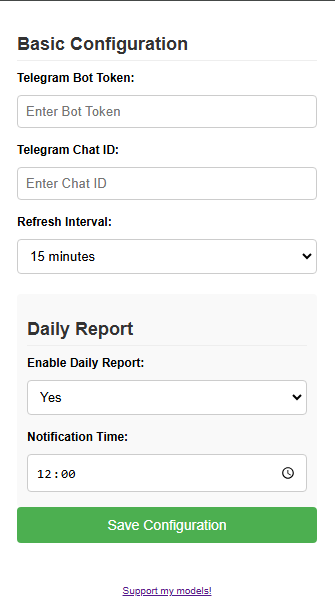 Basic Configuration
Telegram Bot Token:
Enter Bot Token
Telegram Chat ID:
Enter Chat ID
Refresh Interval:
15 minutes
Daily Report
Enable Daily Report:
Yes
Notification Time:
12:00
Save Configuration
Support my models!